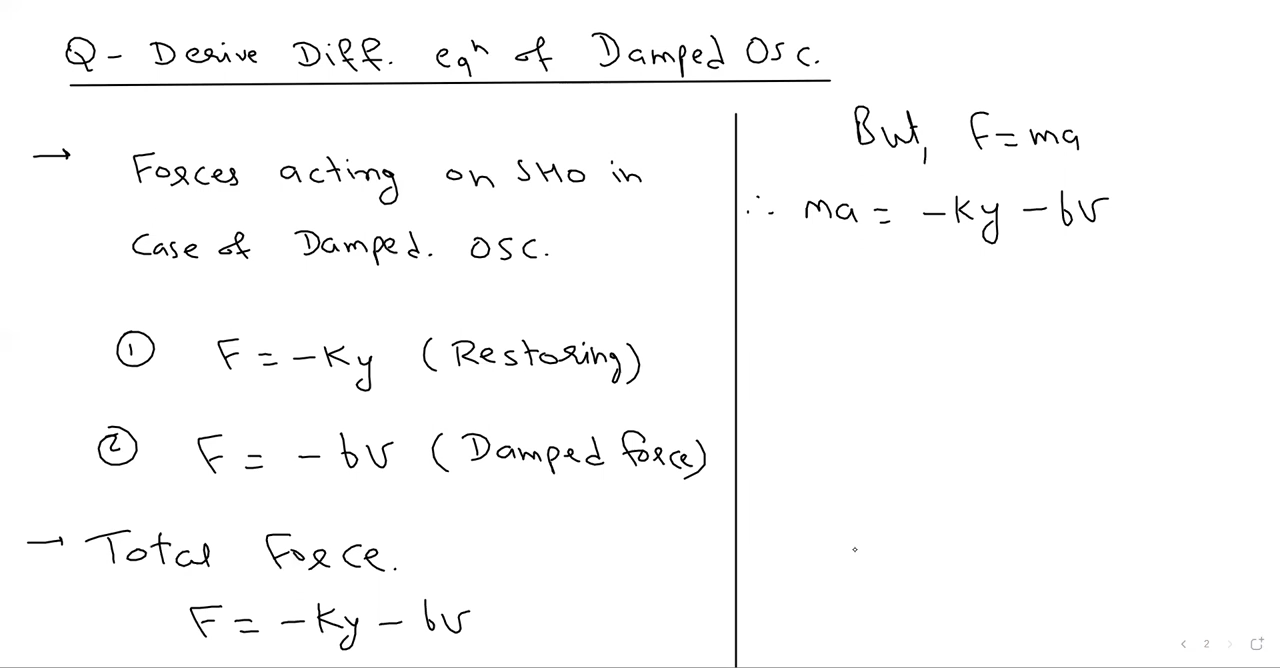 Q - Derive Diff. eqⁿ of Damped Osc.
→ Forces acting on SHO in
Case of Damped. OSC.
① F = -Ky (Restoring)
② F = -bv (Damped force)
→ Total Force.
F = -Ky - bv
But, F = ma
∴ ma = -Ky - bv
2